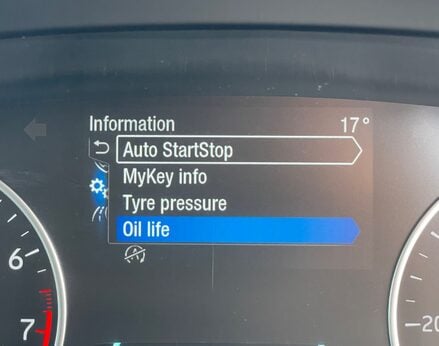 Information 17°
Auto StartStop
MyKey info
Tyre pressure
Oil life
A
6
7
-20